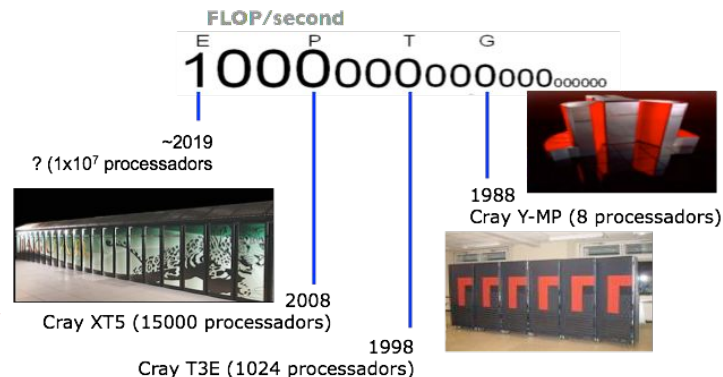 FLOP/second
E P T G
1000000000000000000
~2019
? (1x10⁷ processadors
1988
Cray Y-MP (8 processadors)
2008
Cray XT5 (15000 processadors)
1998
Cray T3E (1024 processadors)